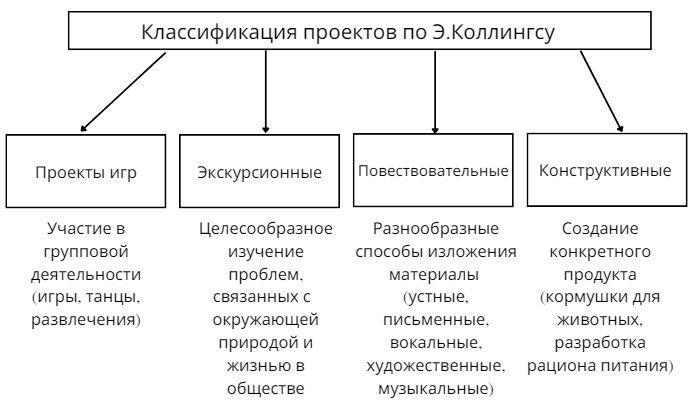 Классификация проектов по Э.Коллингсу
Проекты игр
Экскурсионные
Повествовательные
Конструктивные
Участие в
групповой
деятельности
(игры, танцы,
развлечения)
Целесообразное
изучение
проблем,
связанных с
окружающей
природой и
жизнью в
обществе
Разнообразные
способы изложения
материалы
(устные,
письменные,
вокальные,
художественные,
музыкальные)
Создание
конкретного
продукта
(кормушки для
животных,
разработка
рациона питания)